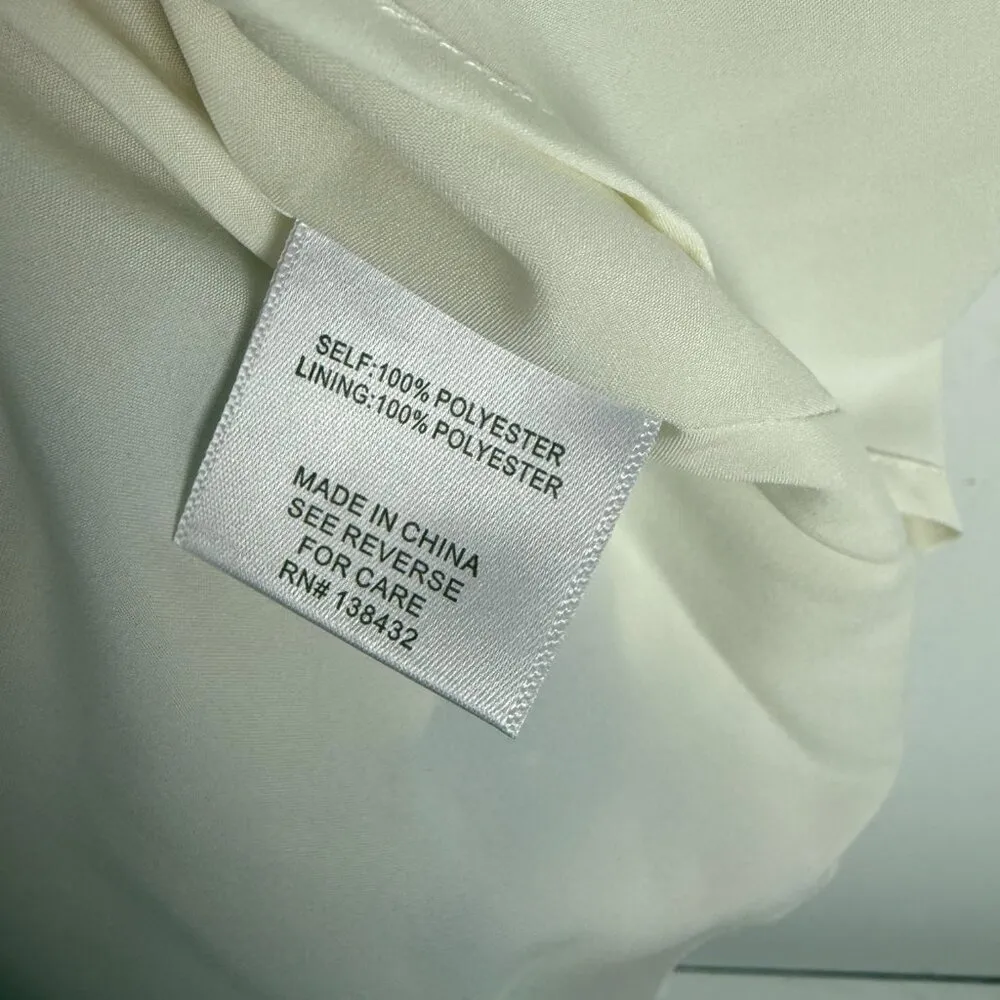 SELF:100% POLYESTER
LINING:100% POLYESTER
MADE IN CHINA
SEE REVERSE
FOR CARE
RN# 138432